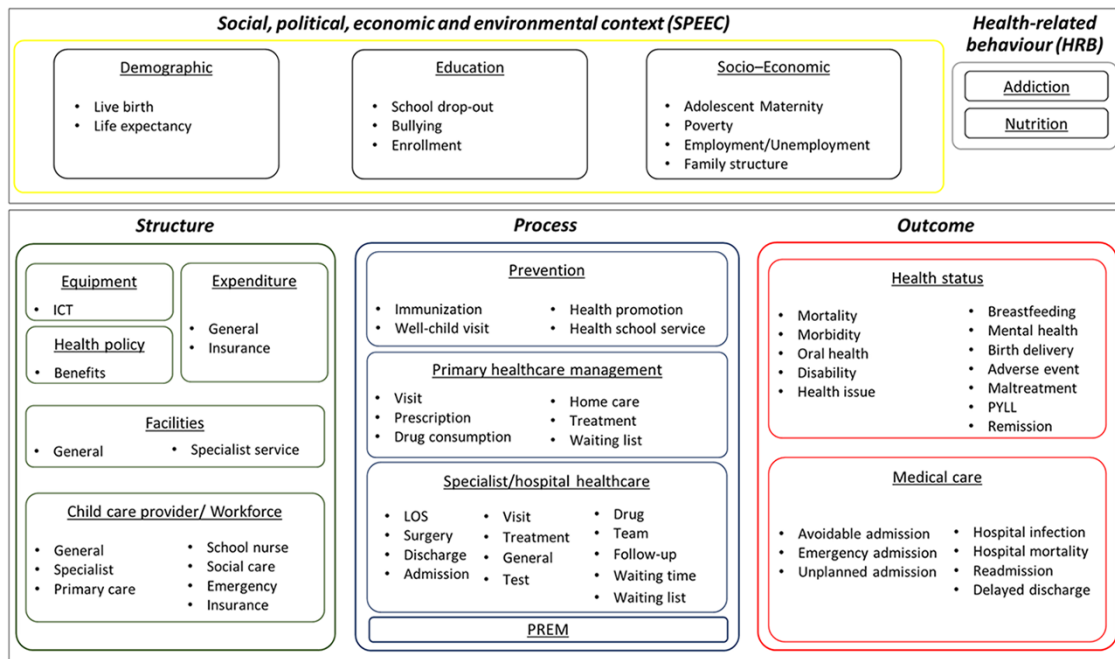 Social, political, economic and environmental context (SPEEC)
Health-related
behaviour (HRB)
Demographic
• Live birth
• Life expectancy
Education
• School drop-out
• Bullying
• Enrollment
Socio–Economic
• Adolescent Maternity
• Poverty
• Employment/Unemployment
• Family structure
Addiction
Nutrition
Structure
Equipment
• ICT
Health policy
• Benefits
Expenditure
• General
• Insurance
Facilities
• General
• Specialist service
Child care provider/ Workforce
• General
• Specialist
• Primary care
• School nurse
• Social care
• Emergency
• Insurance
Process
Prevention
• Immunization
• Well-child visit
• Health promotion
• Health school service
Primary healthcare management
• Visit
• Prescription
• Drug consumption
• Home care
• Treatment
• Waiting list
Specialist/hospital healthcare
• LOS
• Surgery
• Discharge
• Admission
• Visit
• Treatment
• General
• Test
• Drug
• Team
• Follow-up
• Waiting time
• Waiting list
PREM
Outcome
Health status
• Mortality
• Morbidity
• Oral health
• Disability
• Health issue
• Breastfeeding
• Mental health
• Birth delivery
• Adverse event
• Maltreatment
• PYLL
• Remission
Medical care
• Avoidable admission
• Emergency admission
• Unplanned admission
• Hospital infection
• Hospital mortality
• Readmission
• Delayed discharge